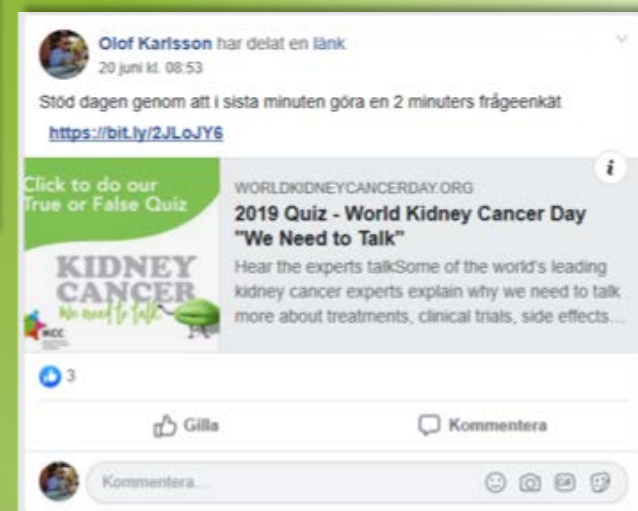 Olof Karlsson har delat en länk
20 juni kl. 08:53
Stöd dagen genom att i sista minuten göra en 2 minuters frågeenkät
https://bit.ly/2JLoJY6
Click to do our
True or False Quiz
KIDNEY
CANCER
We need to talk
IKCC
WORLDKIDNEYCANCERDAY.ORG
2019 Quiz - World Kidney Cancer Day
"We Need to Talk"
Hear the experts talkSome of the world's leading
kidney cancer experts explain why we need to talk
more about treatments, clinical trials, side effects...
3
Gilla
Kommentera
Kommentera...
GIF